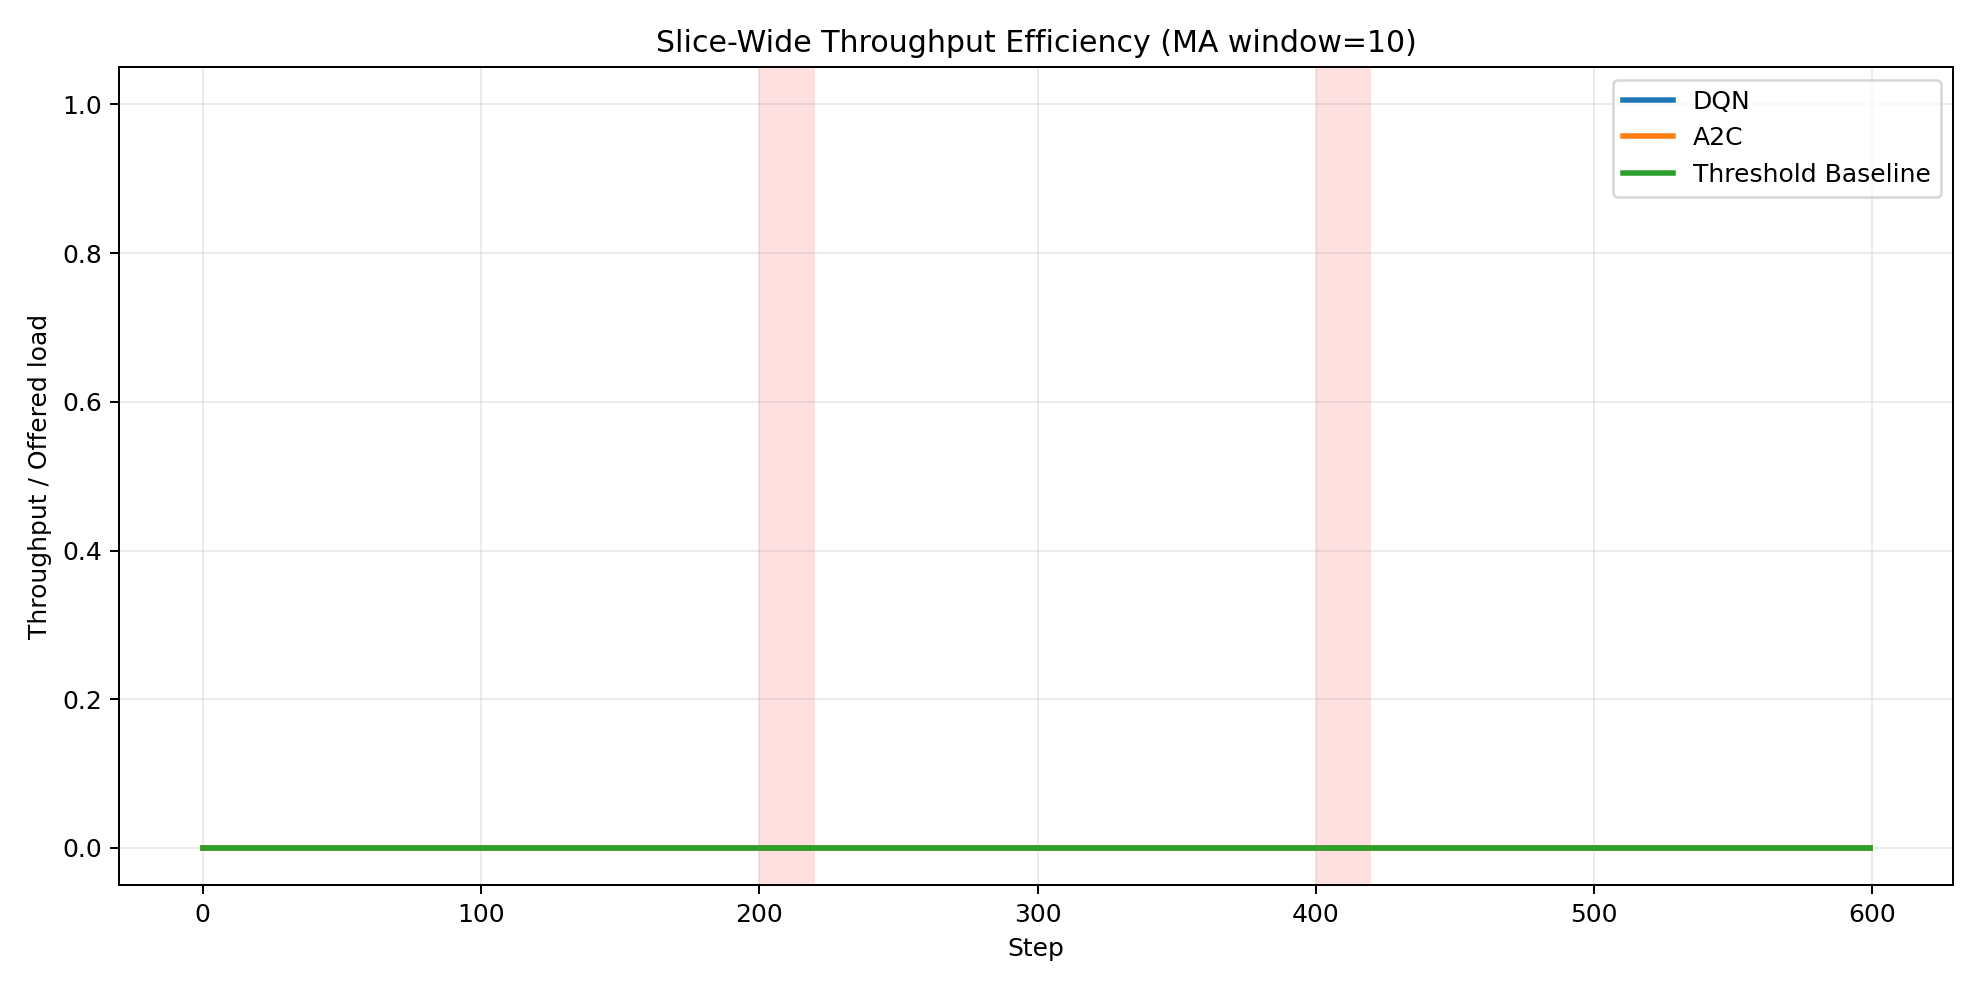 Slice-Wide Throughput Efficiency (MA window=10)
DQN
A2C
Threshold Baseline
Throughput / Offered load
1.0
0.8
0.6
0.4
0.2
0.0
0 100 200 300 400 500 600
Step